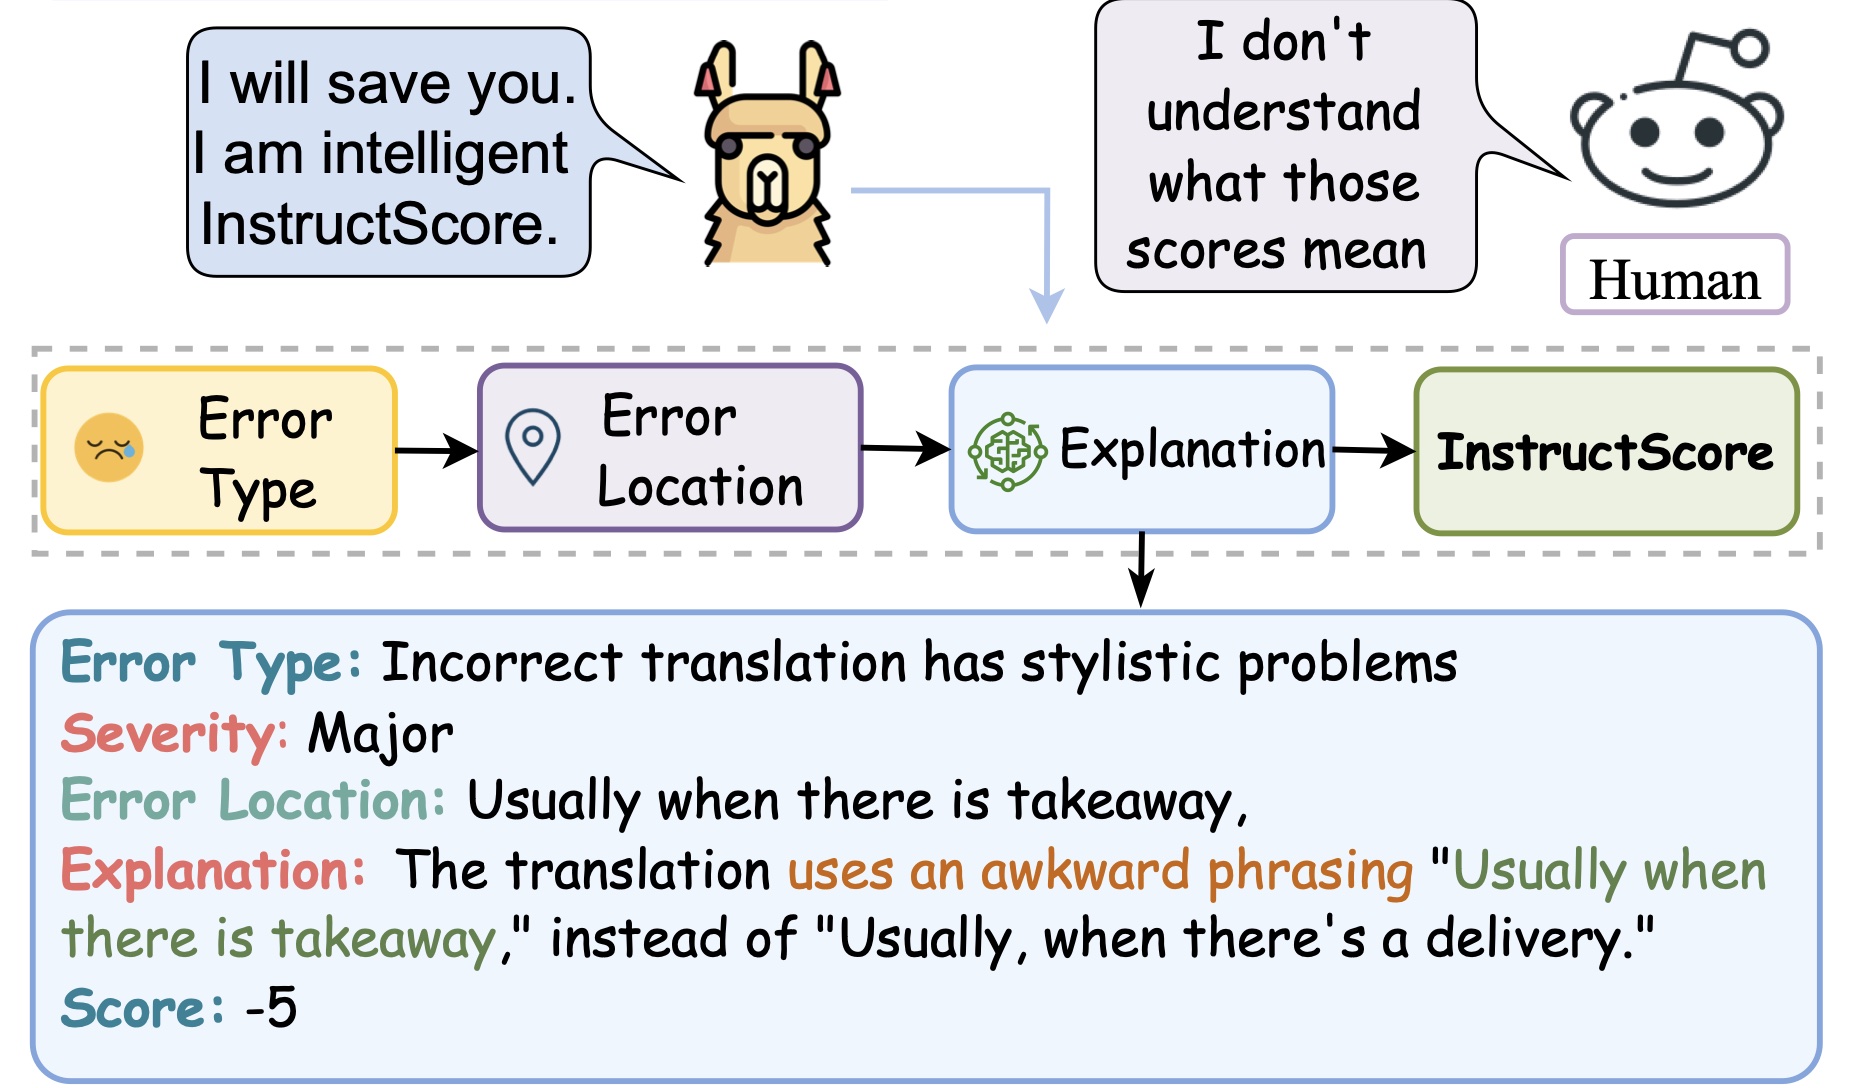 I will save you.
I am intelligent
InstructScore.
I don't
understand
what those
scores mean
Human
Error
Type
Error
Location
Explanation
InstructScore
Error Type: Incorrect translation has stylistic problems
Severity: Major
Error Location: Usually when there is takeaway,
Explanation: The translation uses an awkward phrasing "Usually when
there is takeaway," instead of "Usually, when there's a delivery."
Score: -5